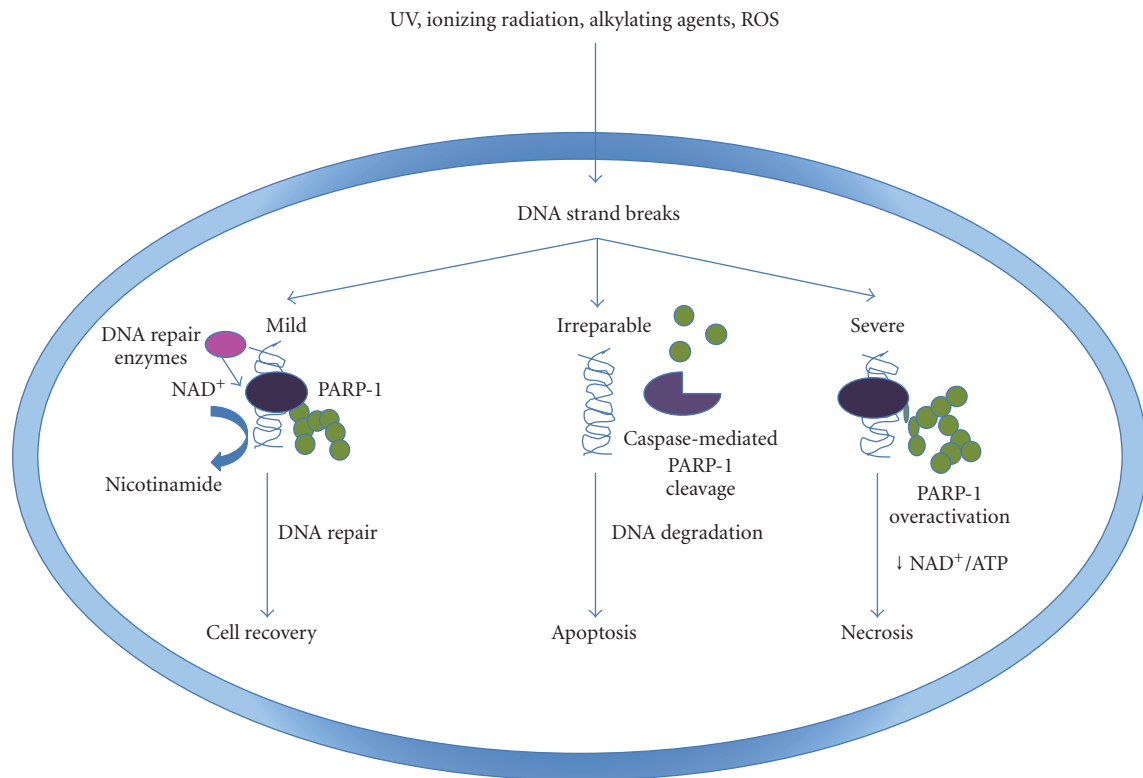 UV, ionizing radiation, alkylating agents, ROS
DNA strand breaks
Mild
DNA repair
enzymes
NAD⁺
PARP-1
Nicotinamide
DNA repair
Cell recovery
Irreparable
Caspase-mediated
PARP-1
cleavage
DNA degradation
Apoptosis
Severe
PARP-1
overactivation
↓ NAD⁺/ATP
Necrosis